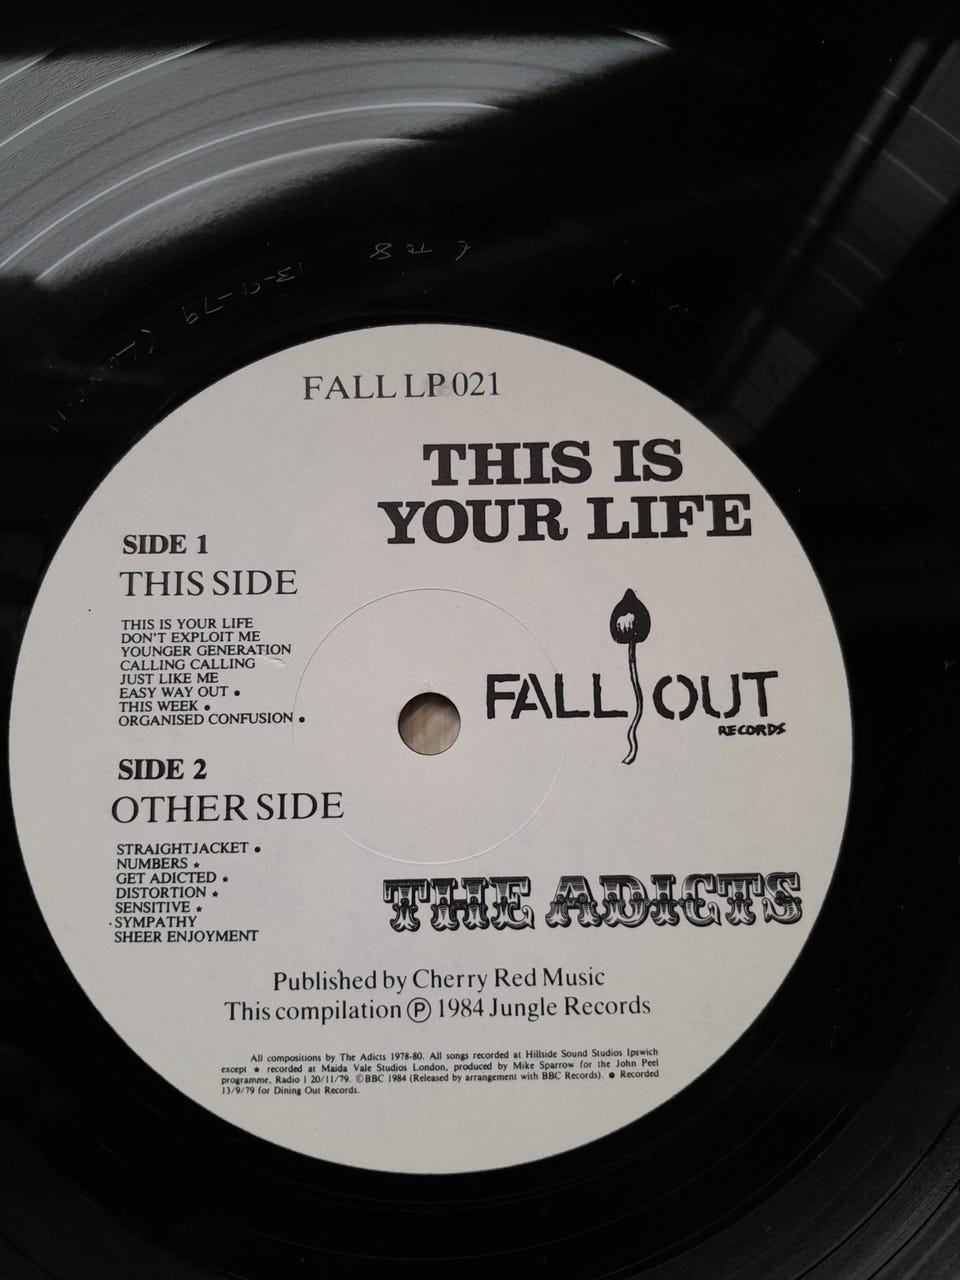 FALL LP 021
THIS IS
YOUR LIFE
SIDE 1
THIS SIDE
THIS IS YOUR LIFE
DON'T EXPLOIT ME
YOUNGER GENERATION
CALLING CALLING
JUST LIKE ME
EASY WAY OUT •
THIS WEEK •
ORGANISED CONFUSION •
FALL OUT
RECORDS
SIDE 2
OTHER SIDE
STRAIGHTJACKET •
NUMBERS ★
GET ADICTED ★
DISTORTION ★
SENSITIVE ★
SYMPATHY
SHEER ENJOYMENT
THE ADICTS
Published by Cherry Red Music
This compilation Ⓟ 1984 Jungle Records
All compositions by The Adicts 1978-80. All songs recorded at Hillside Sound Studios Ipswich
except ★ recorded at Maida Vale Studios London, produced by Mike Sparrow for the John Peel
programme, Radio 1 20/11/79. ©BBC 1984 (Released by arrangement with BBC Records). • Recorded
13/9/79 for Dining Out Records.